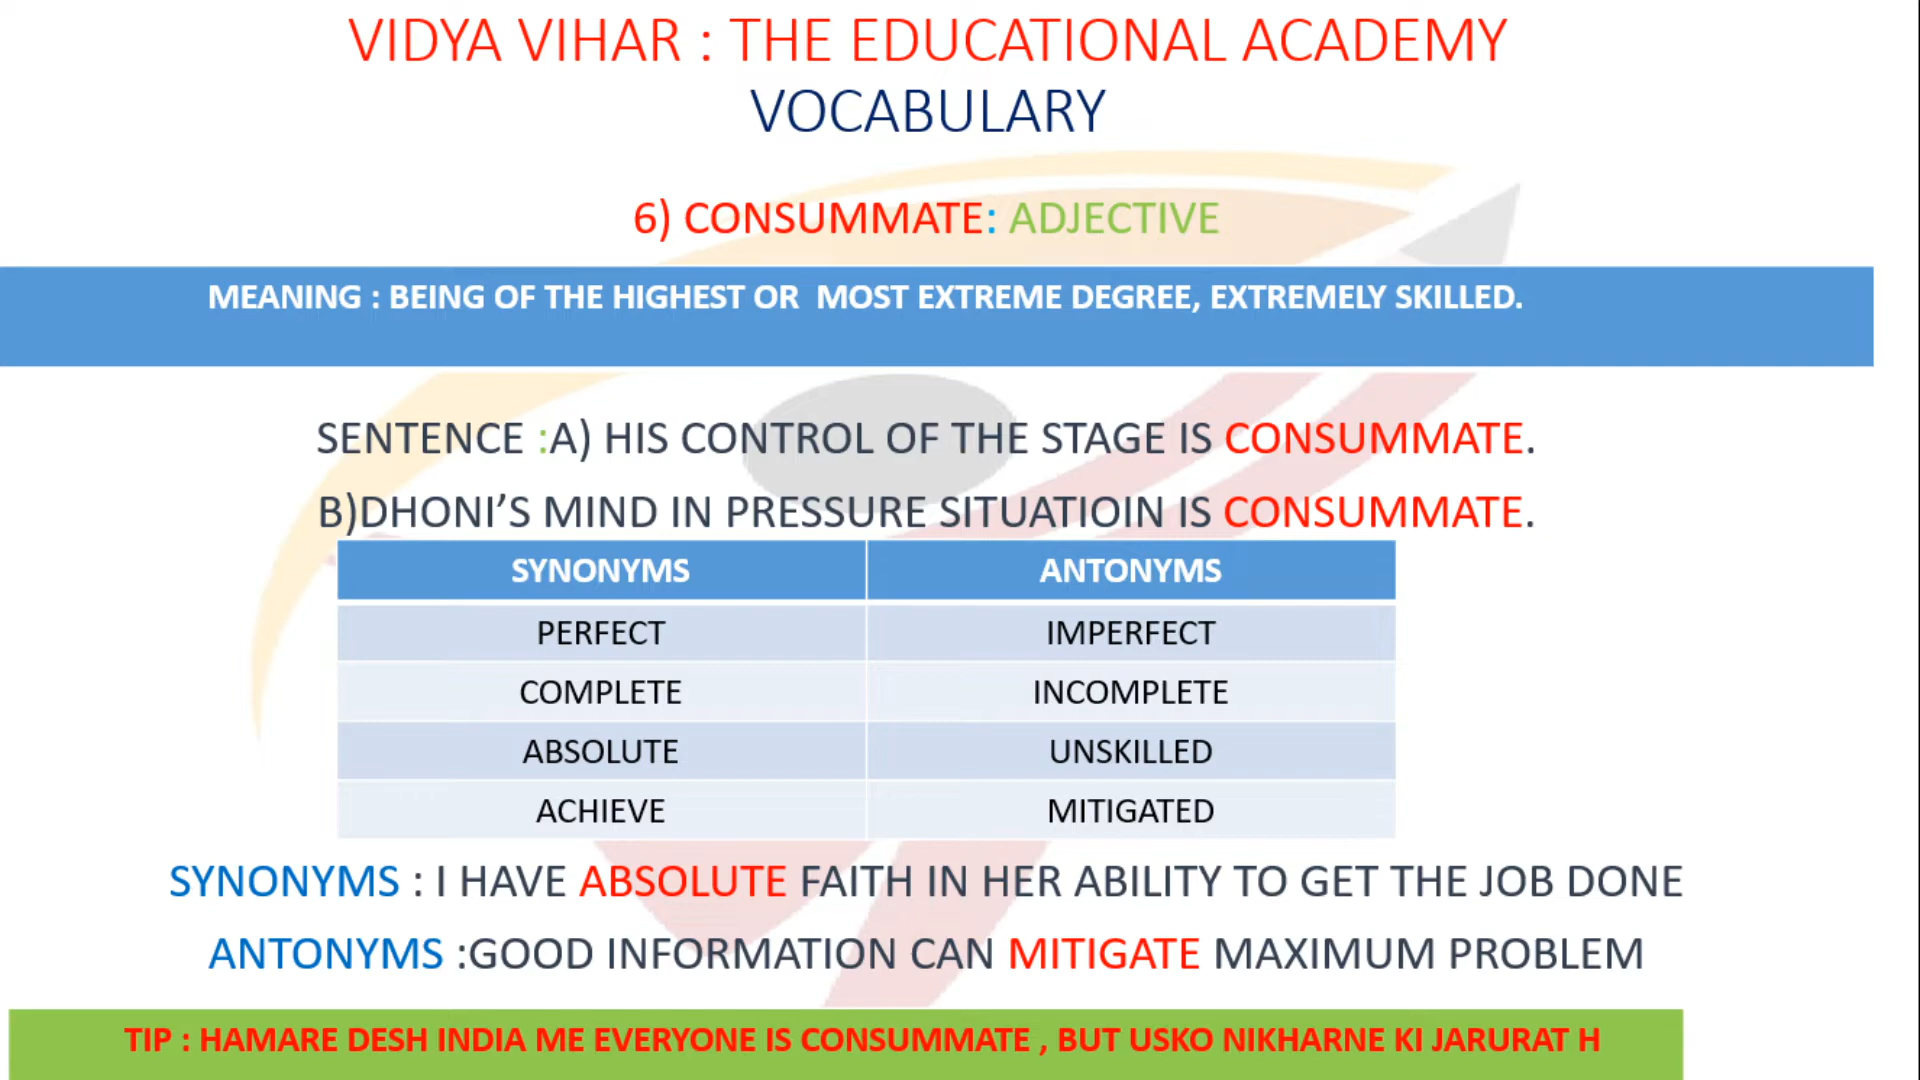 VIDYA VIHAR : THE EDUCATIONAL ACADEMY
VOCABULARY
6) CONSUMMATE: ADJECTIVE
MEANING : BEING OF THE HIGHEST OR  MOST EXTREME DEGREE, EXTREMELY SKILLED.
SENTENCE :A) HIS CONTROL OF THE STAGE IS CONSUMMATE.
B)DHONI’S MIND IN PRESSURE SITUATIOIN IS CONSUMMATE.
SYNONYMS ANTONYMS
PERFECT IMPERFECT
COMPLETE INCOMPLETE
ABSOLUTE UNSKILLED
ACHIEVE MITIGATED
SYNONYMS : I HAVE ABSOLUTE FAITH IN HER ABILITY TO GET THE JOB DONE
ANTONYMS :GOOD INFORMATION CAN MITIGATE MAXIMUM PROBLEM
TIP : HAMARE DESH INDIA ME EVERYONE IS CONSUMMATE , BUT USKO NIKHARNE KI JARURAT H